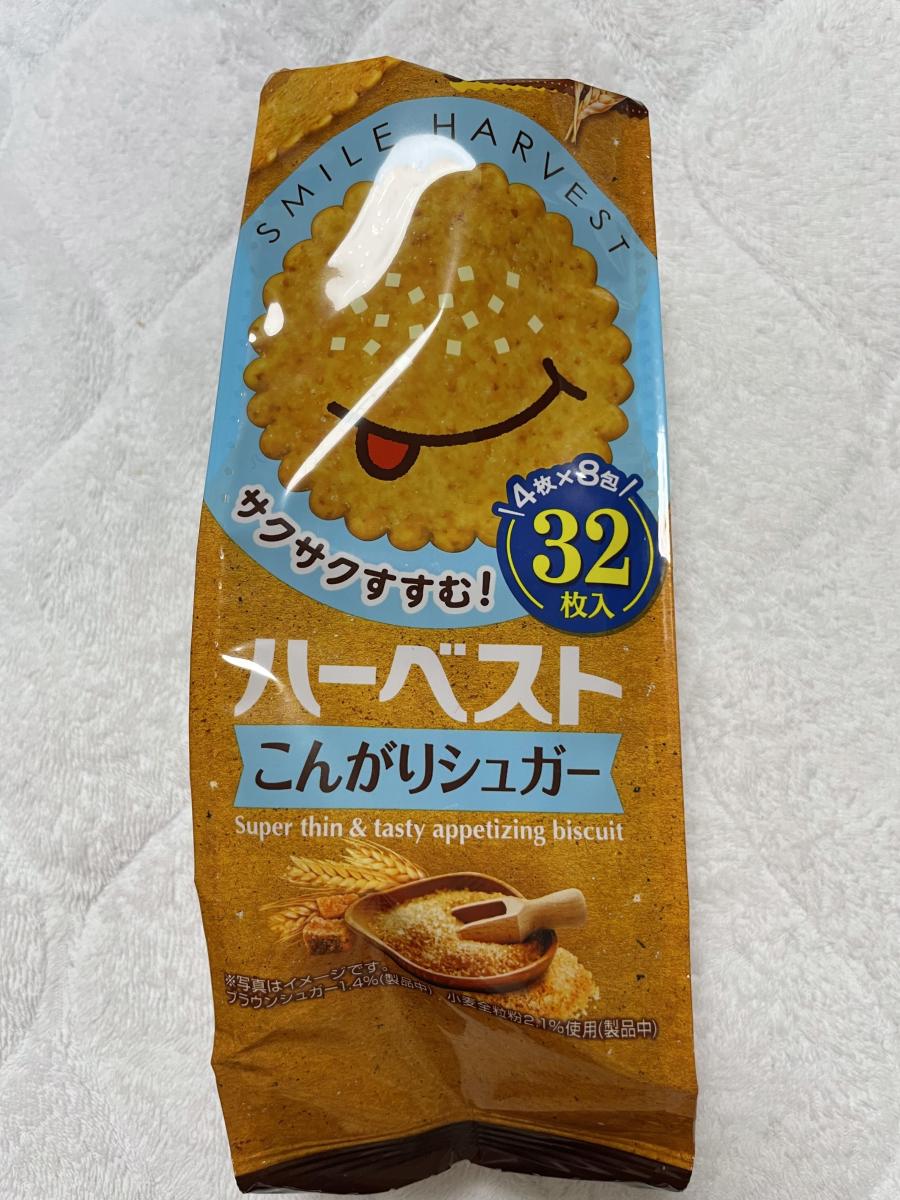 SMILE HARVEST
サクサクすすむ!
4枚×8包
32
枚入
ハーベスト
こんがりシュガー
Super thin & tasty appetizing biscuit
※写真はイメージです。
ブラウンシュガー1.4%(製品中) 小麦全粒粉2.1%使用(製品中)